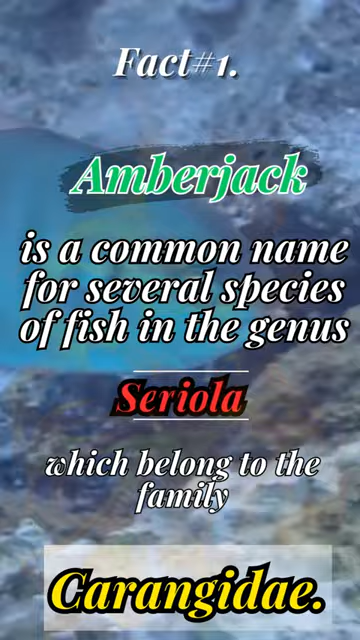 Fact#1.
Amberjack
is a common name
for several species
of fish in the genus
Seriola
which belong to the
family
Carangidae.